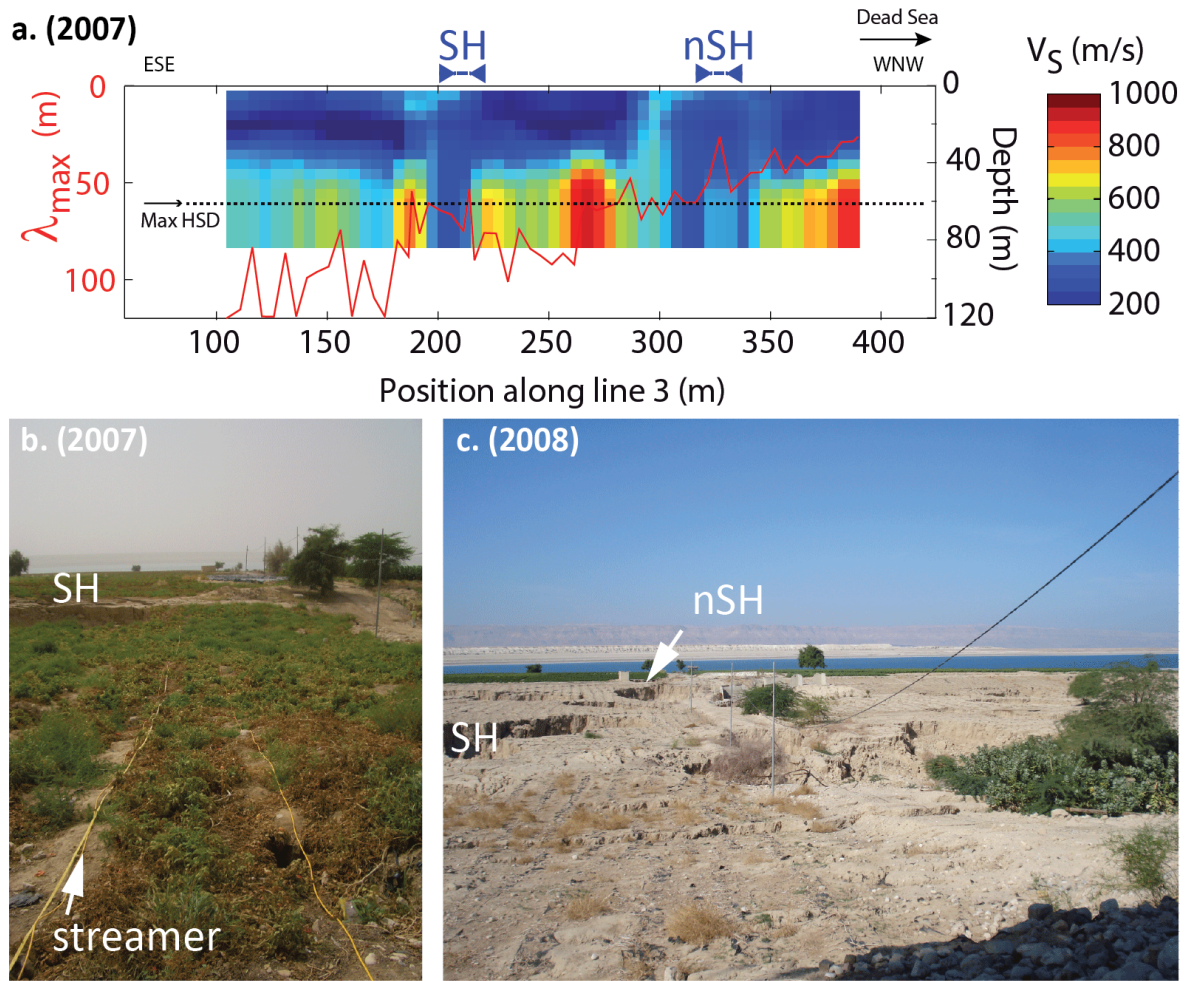 a. (2007)
ESE
SH
nSH
Dead Sea
WNW
λmax (m)
0
50
100
Max HSD
0
40
80
120
Depth (m)
100 150 200 250 300 350 400
Position along line 3 (m)
VS (m/s)
1000
800
600
400
200
b. (2007)
SH
streamer
c. (2008)
nSH
SH